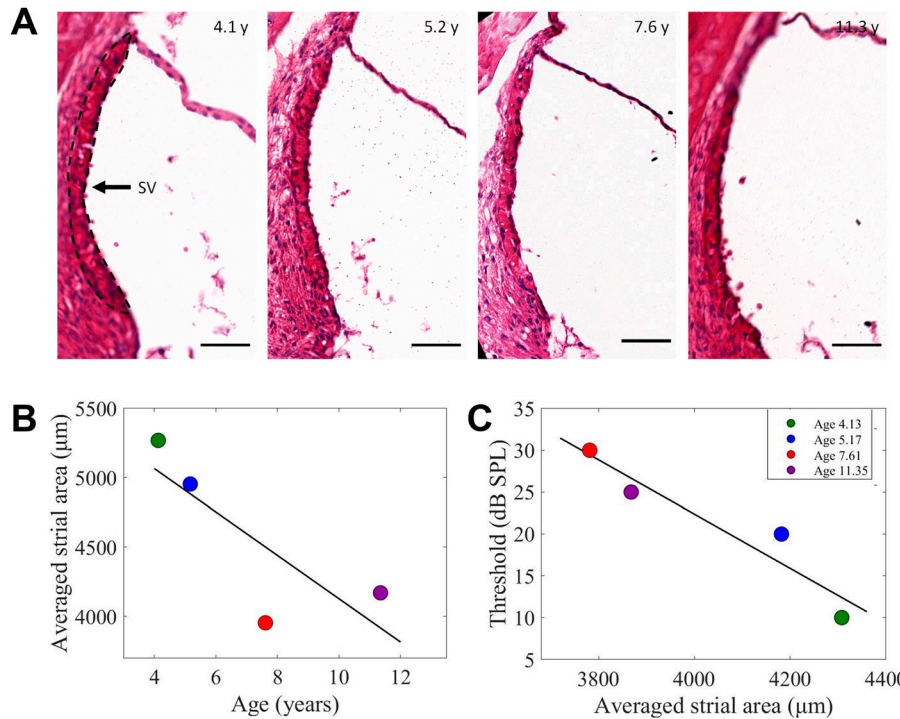 A
4.1 y
5.2 y
7.6 y
11.3 y
SV
B
5500
5000
4500
4000
4
6
8
10
12
Averaged strial area (μm)
Age (years)
C
35
30
25
20
15
10
5
3800
4000
4200
4400
Threshold (dB SPL)
Averaged strial area (μm)
Age 4.13
Age 5.17
Age 7.61
Age 11.35